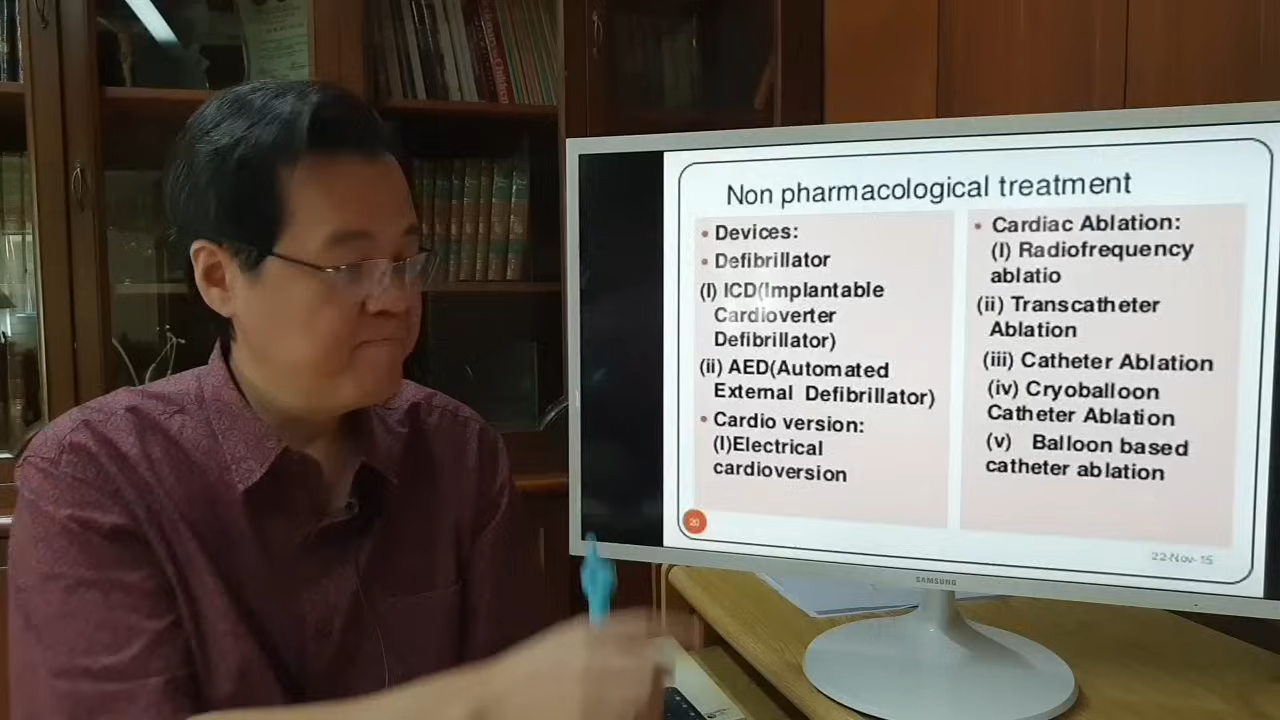 Non pharmacological treatment
• Devices:
• Defibrillator
(I) ICD(Implantable
Cardioverter
Defibrillator)
(ii) AED(Automated
External Defibrillator)
• Cardio version:
(I)Electrical
cardioversion
• Cardiac Ablation:
(I) Radiofrequency
ablatio
(ii) Transcatheter
Ablation
(iii) Catheter Ablation
(iv) Cryoballoon
Catheter Ablation
(v) Balloon based
catheter ablation
20
22-Nov-15
SAMSUNG